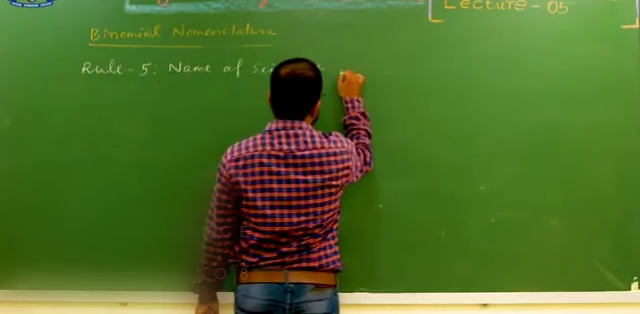 Lecture - 05
Binomial Nomenclature
Rule - 5: Name of